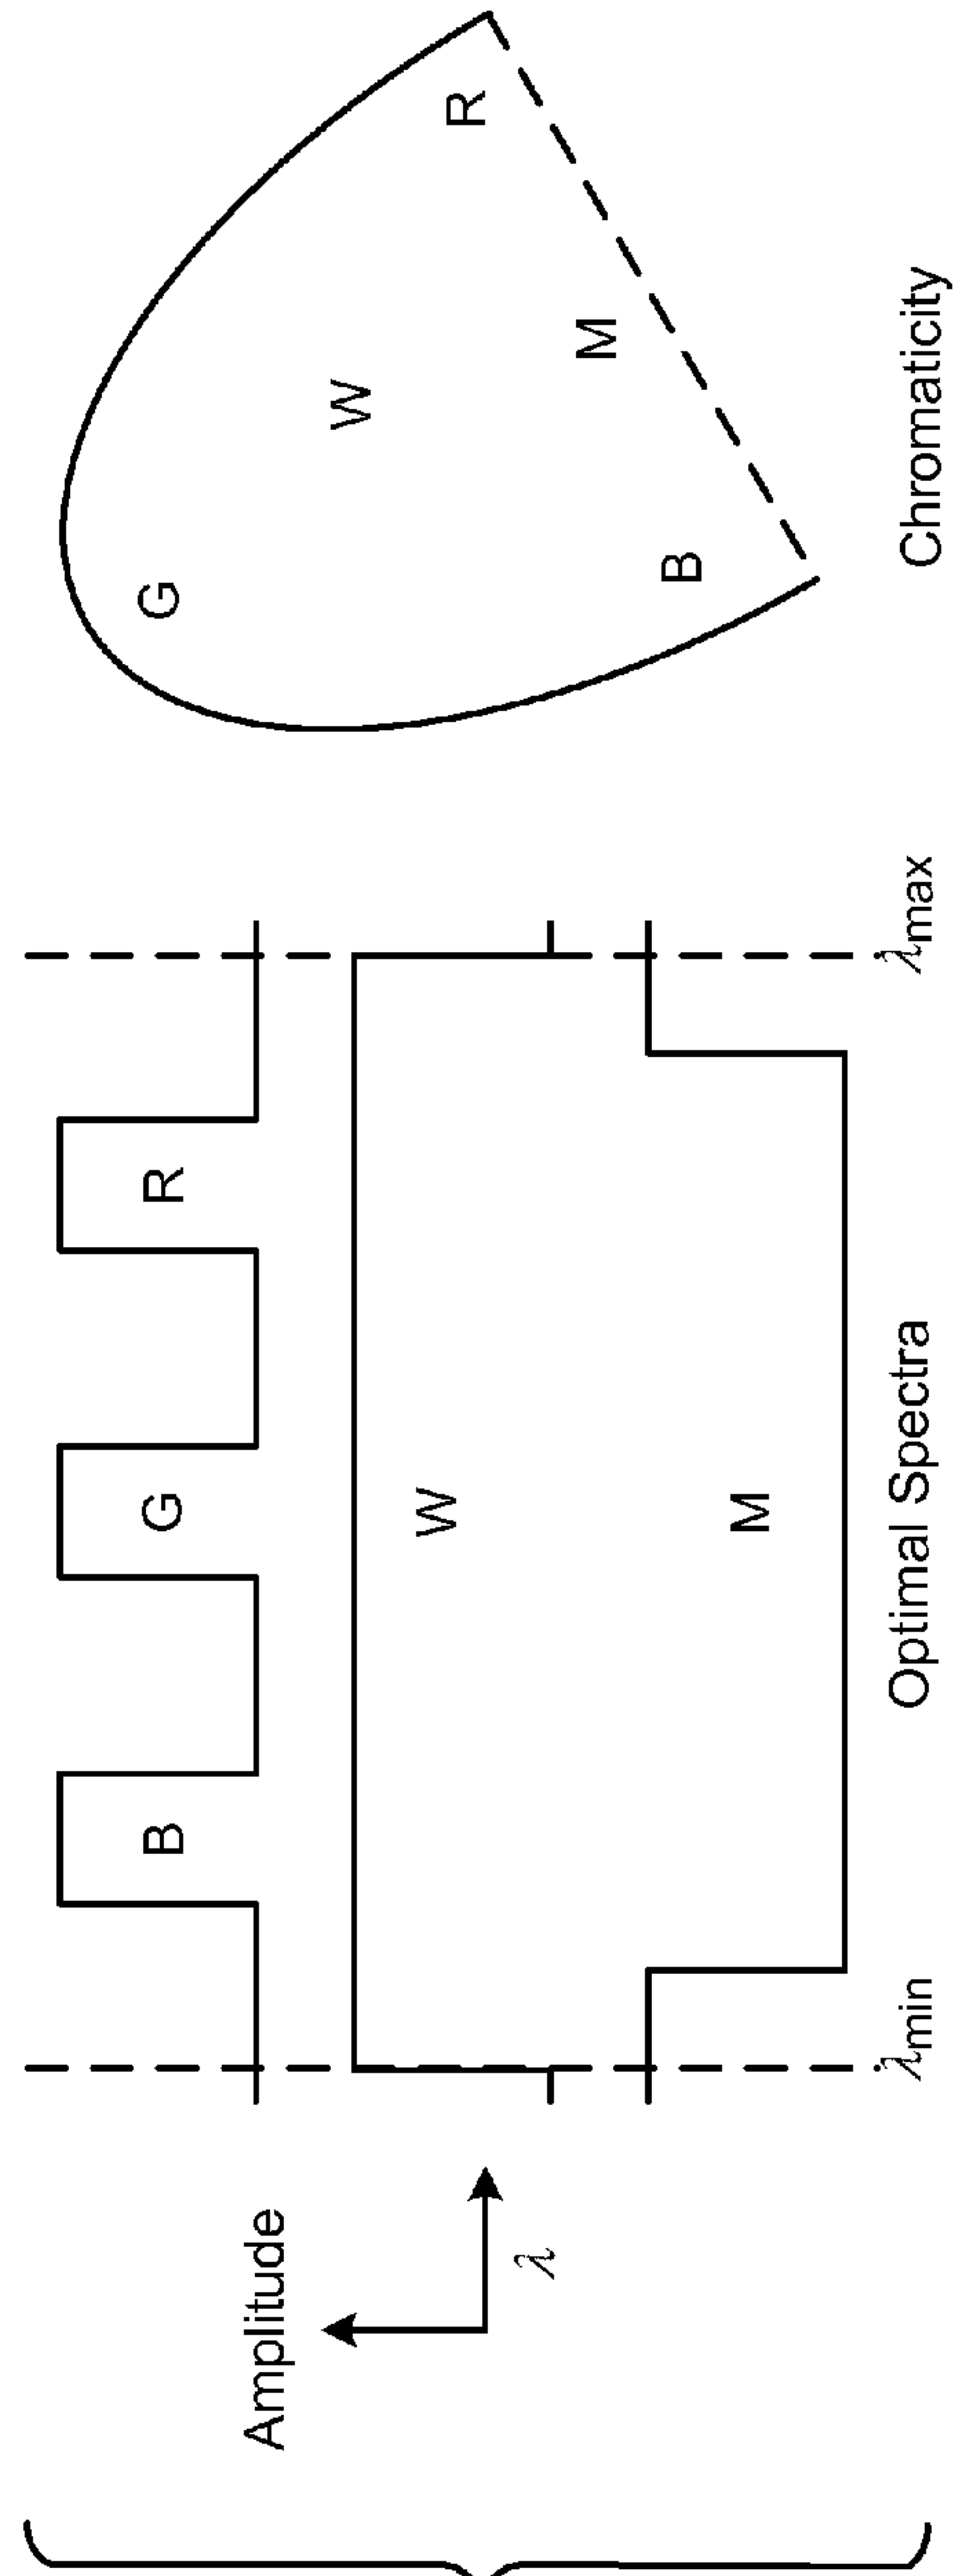 Amplitude
λ
B
G
R
W
M
λmin
λmax
Optimal Spectra
G
R
W
M
B
Chromaticity